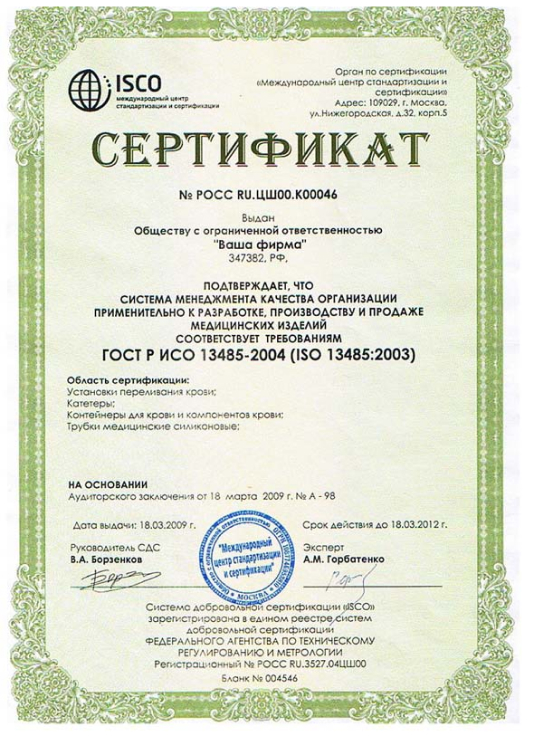 ISCO
международный центр
стандартизации и сертификации
Орган по сертификации
«Международный центр стандартизации и
сертификации»
Адрес: 109029, г. Москва,
ул.Нижегородская, д.32, корп.5
СЕРТИФИКАТ
№ РОСС RU.ЦШ00.К00046
Выдан
Обществу с ограниченной ответственностью
"Ваша фирма"
347382, РФ,
ПОДТВЕРЖДАЕТ, ЧТО
СИСТЕМА МЕНЕДЖМЕНТА КАЧЕСТВА ОРГАНИЗАЦИИ
ПРИМЕНИТЕЛЬНО К РАЗРАБОТКЕ, ПРОИЗВОДСТВУ И ПРОДАЖЕ
МЕДИЦИНСКИХ ИЗДЕЛИЙ
СООТВЕТСТВУЕТ ТРЕБОВАНИЯМ
ГОСТ Р ИСО 13485-2004 (ISO 13485:2003)
Область сертификации:
Установки переливания крови;
Катетеры;
Контейнеры для крови и компонентов крови;
Трубки медицинские силиконовые;
НА ОСНОВАНИИ
Аудиторского заключения от 18 марта 2009 г. № А - 98
Дата выдачи: 18.03.2009 г.
Срок действия до 18.03.2012 г.
Руководитель СДС
В.А. Борзенков
Эксперт
А.М. Горбатенко
"Международный
центр стандартизации
и сертификации"
МОСКВА
Система добровольной сертификации «ISCO»
зарегистрирована в едином реестре систем
добровольной сертификации
ФЕДЕРАЛЬНОГО АГЕНТСТВА ПО ТЕХНИЧЕСКОМУ
РЕГУЛИРОВАНИЮ И МЕТРОЛОГИИ
Регистрационный № РОСС RU.3527.04ЦШ00
Бланк № 004546